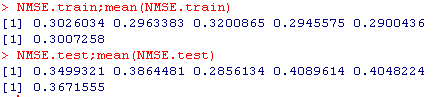 > NMSE.train;mean(NMSE.train)
[1] 0.3026034 0.2963383 0.3200865 0.2945575 0.2900436
[1] 0.3007258
> NMSE.test;mean(NMSE.test)
[1] 0.3499321 0.3864481 0.2856134 0.4089614 0.4048224
[1] 0.3671555